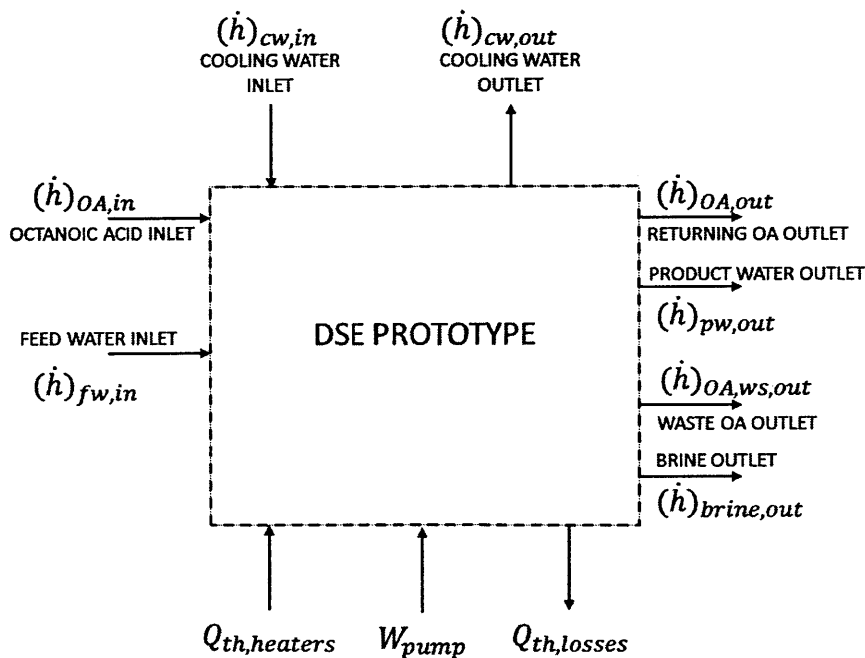 (ḣ)cw,in
COOLING WATER
INLET
(ḣ)cw,out
COOLING WATER
OUTLET
(ḣ)OA,in
OCTANOIC ACID INLET
FEED WATER INLET
(ḣ)fw,in
DSE PROTOTYPE
(ḣ)OA,out
RETURNING OA OUTLET
PRODUCT WATER OUTLET
(ḣ)pw,out
(ḣ)OA,ws,out
WASTE OA OUTLET
BRINE OUTLET
(ḣ)brine,out
Qth,heaters
Wpump
Qth,losses